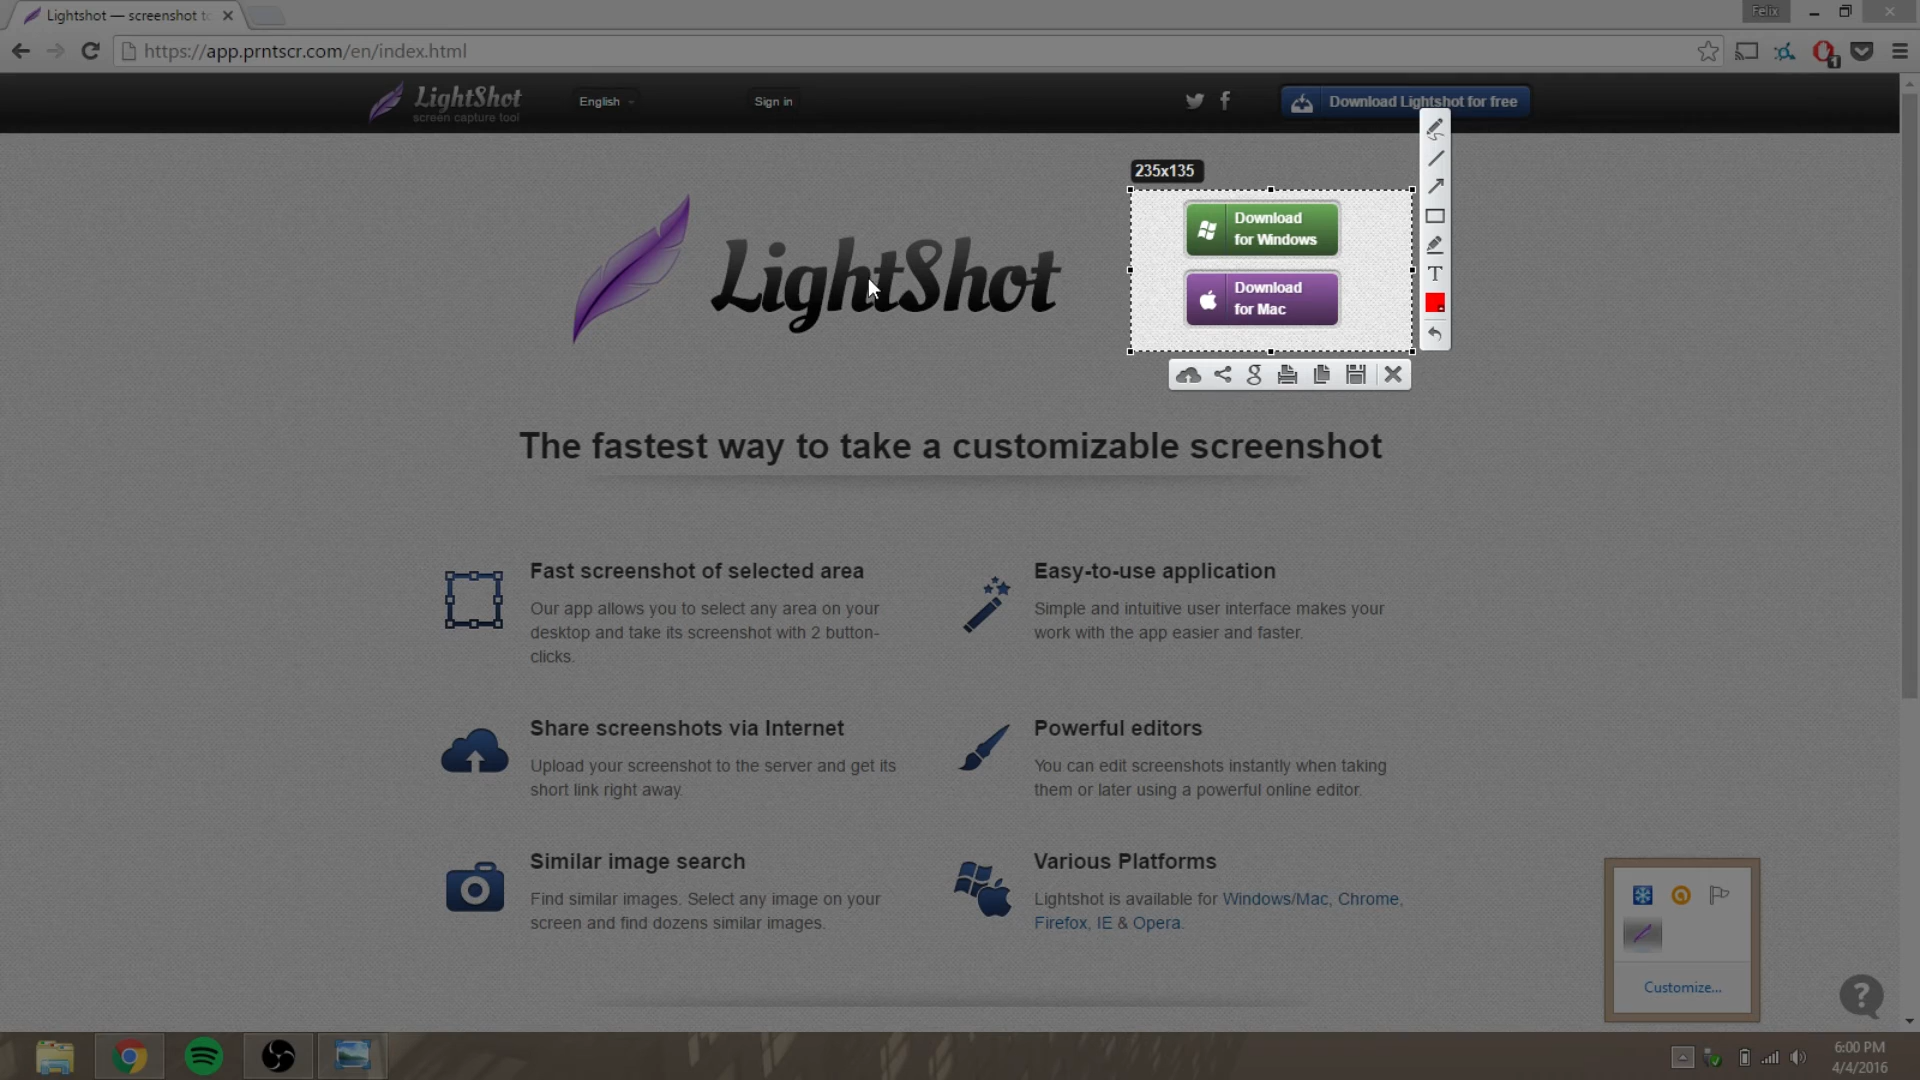 Lightshot — screenshot to
Felix
https://app.prntscr.com/en/index.html
1
LightShot
screen capture tool
English
Sign in
Download Lightshot for free
235x135
LightShot
Download
for Windows
Download
for Mac
T
g
The fastest way to take a customizable screenshot
Fast screenshot of selected area
Our app allows you to select any area on your
desktop and take its screenshot with 2 button-
clicks.
Easy-to-use application
Simple and intuitive user interface makes your
work with the app easier and faster.
Share screenshots via Internet
Upload your screenshot to the server and get its
short link right away.
Powerful editors
You can edit screenshots instantly when taking
them or later using a powerful online editor.
Similar image search
Find similar images. Select any image on your
screen and find dozens similar images.
Various Platforms
Lightshot is available for Windows/Mac, Chrome,
Firefox, IE & Opera.
Customize...
?
6:00 PM
4/4/2016